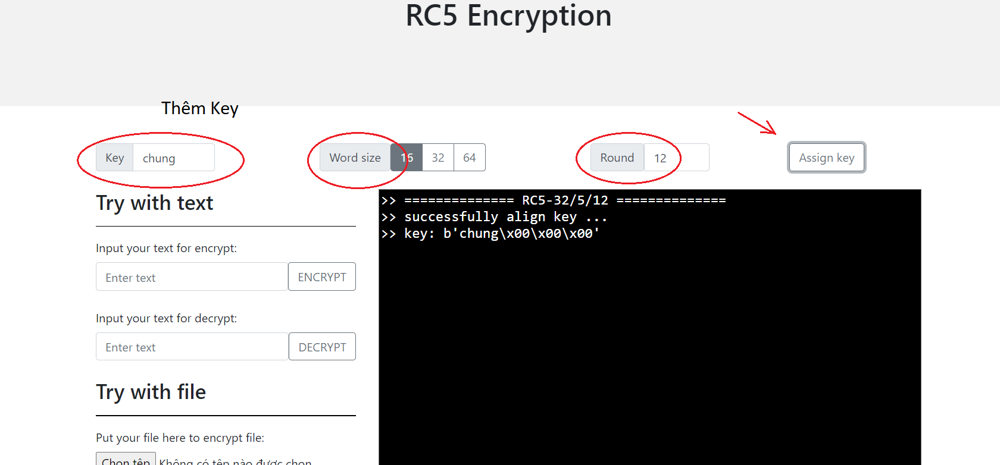 RC5 Encryption
Thêm Key
Key chung Word size 16 32 64 Round 12 Assign key
Try with text
Input your text for encrypt:
Enter text ENCRYPT
Input your text for decrypt:
Enter text DECRYPT
Try with file
Put your file here to encrypt file:
Chọn tệp Không có tệp nào được chọn
>> ============== RC5-32/5/12 ==============
>> successfully align key ...
>> key: b'chung\x00\x00\x00'